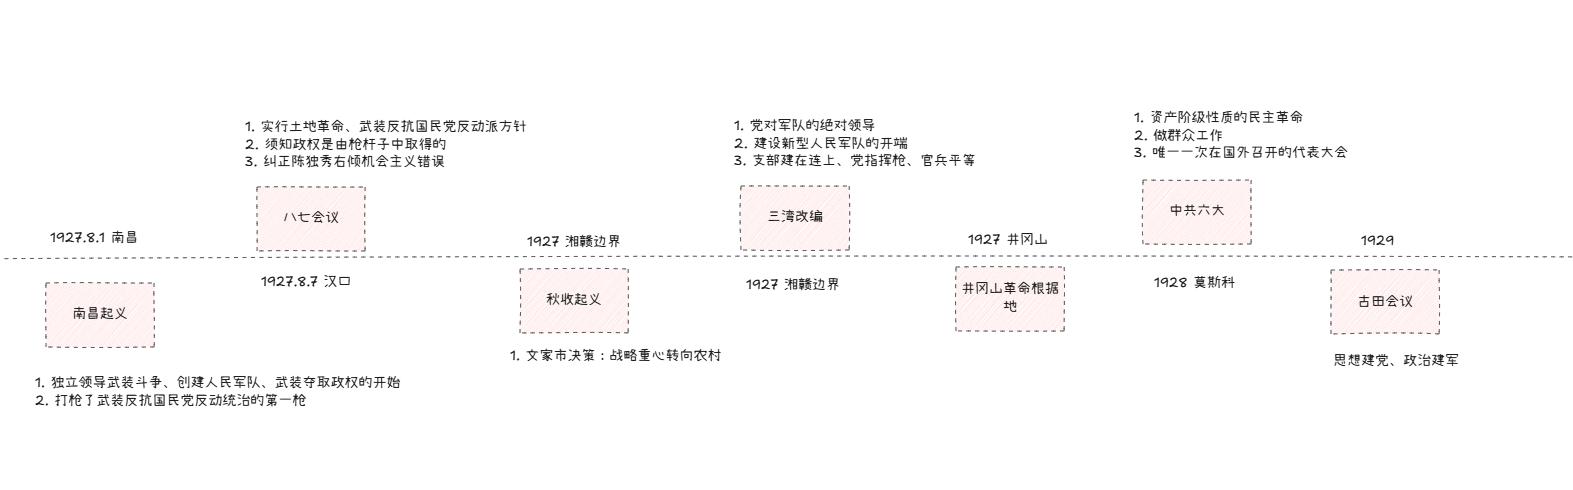 1927.8.1 南昌
南昌起义
1. 独立领导武装斗争、创建人民军队、武装夺取政权的开始
2. 打枪了武装反抗国民党反动统治的第一枪
1. 实行土地革命、武装反抗国民党反动派方针
2. 须知政权是由枪杆子中取得的
3. 纠正陈独秀右倾机会主义错误
八七会议
1927.8.7 汉口
1927 湘赣边界
秋收起义
1. 文家市决策：战略重心转向农村
1. 党对军队的绝对领导
2. 建设新型人民军队的开端
3. 支部建在连上、党指挥枪、官兵平等
三湾改编
1927 湘赣边界
1927 井冈山
井冈山革命根据
地
1. 资产阶级性质的民主革命
2. 做群众工作
3. 唯一一次在国外召开的代表大会
中共六大
1928 莫斯科
1929
古田会议
思想建党、政治建军